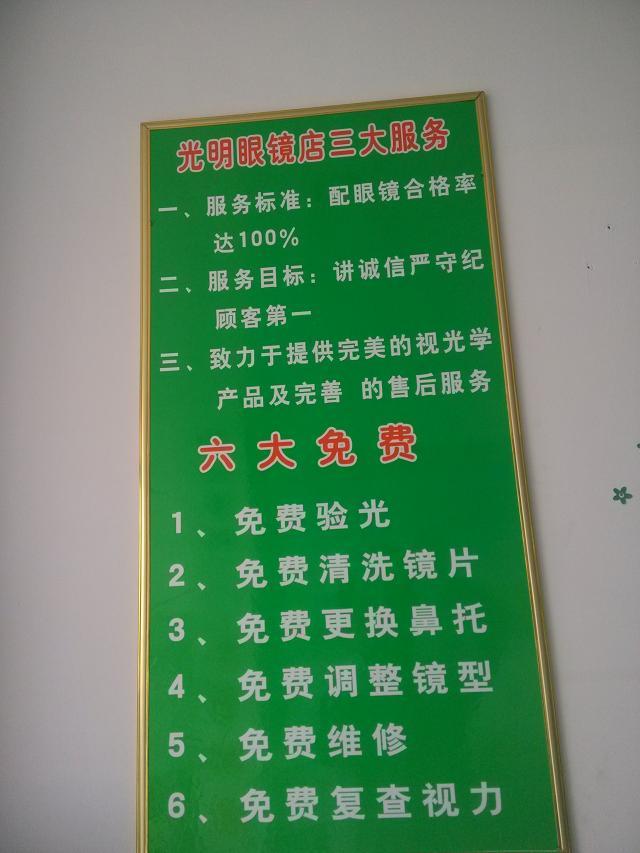 光明眼镜店三大服务
一、服务标准：配眼镜合格率
达100%
二、服务目标：讲诚信严守纪
顾客第一
三、致力于提供完美的视光学
产品及完善 的售后服务
六大免费
1、免费验光
2、免费清洗镜片
3、免费更换鼻托
4、免费调整镜型
5、免费维修
6、免费复查视力